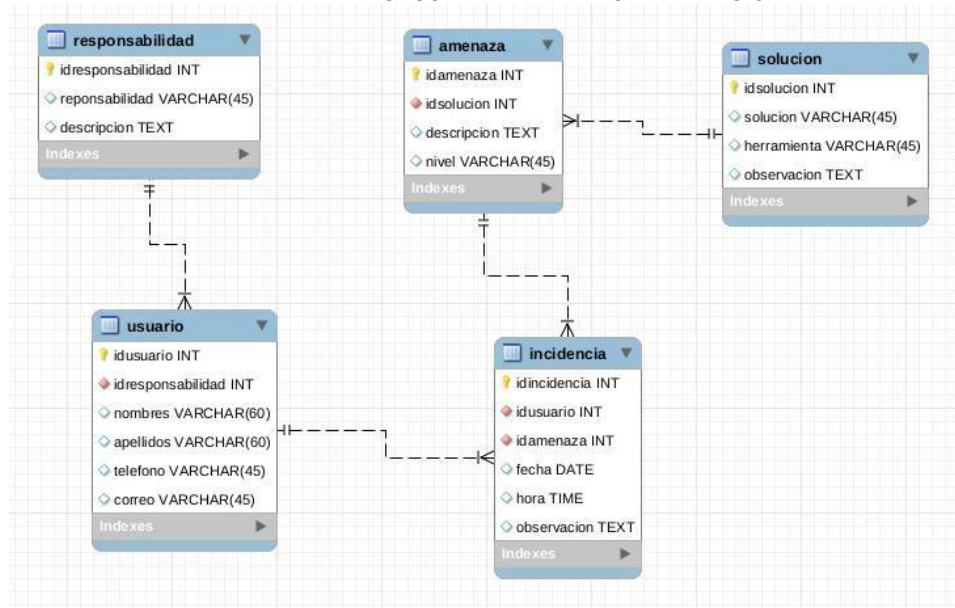 responsabilidad
idresponsabilidad INT
reponsabilidad VARCHAR(45)
descripcion TEXT
Indexes
amenaza
idamenaza INT
idsolucion INT
descripcion TEXT
nivel VARCHAR(45)
Indexes
solucion
idsolucion INT
solucion VARCHAR(45)
herramienta VARCHAR(45)
observacion TEXT
Indexes
usuario
idusuario INT
idresponsabilidad INT
nombres VARCHAR(60)
apellidos VARCHAR(60)
telefono VARCHAR(45)
correo VARCHAR(45)
Indexes
incidencia
idincidencia INT
idusuario INT
idamenaza INT
fecha DATE
hora TIME
observacion TEXT
Indexes